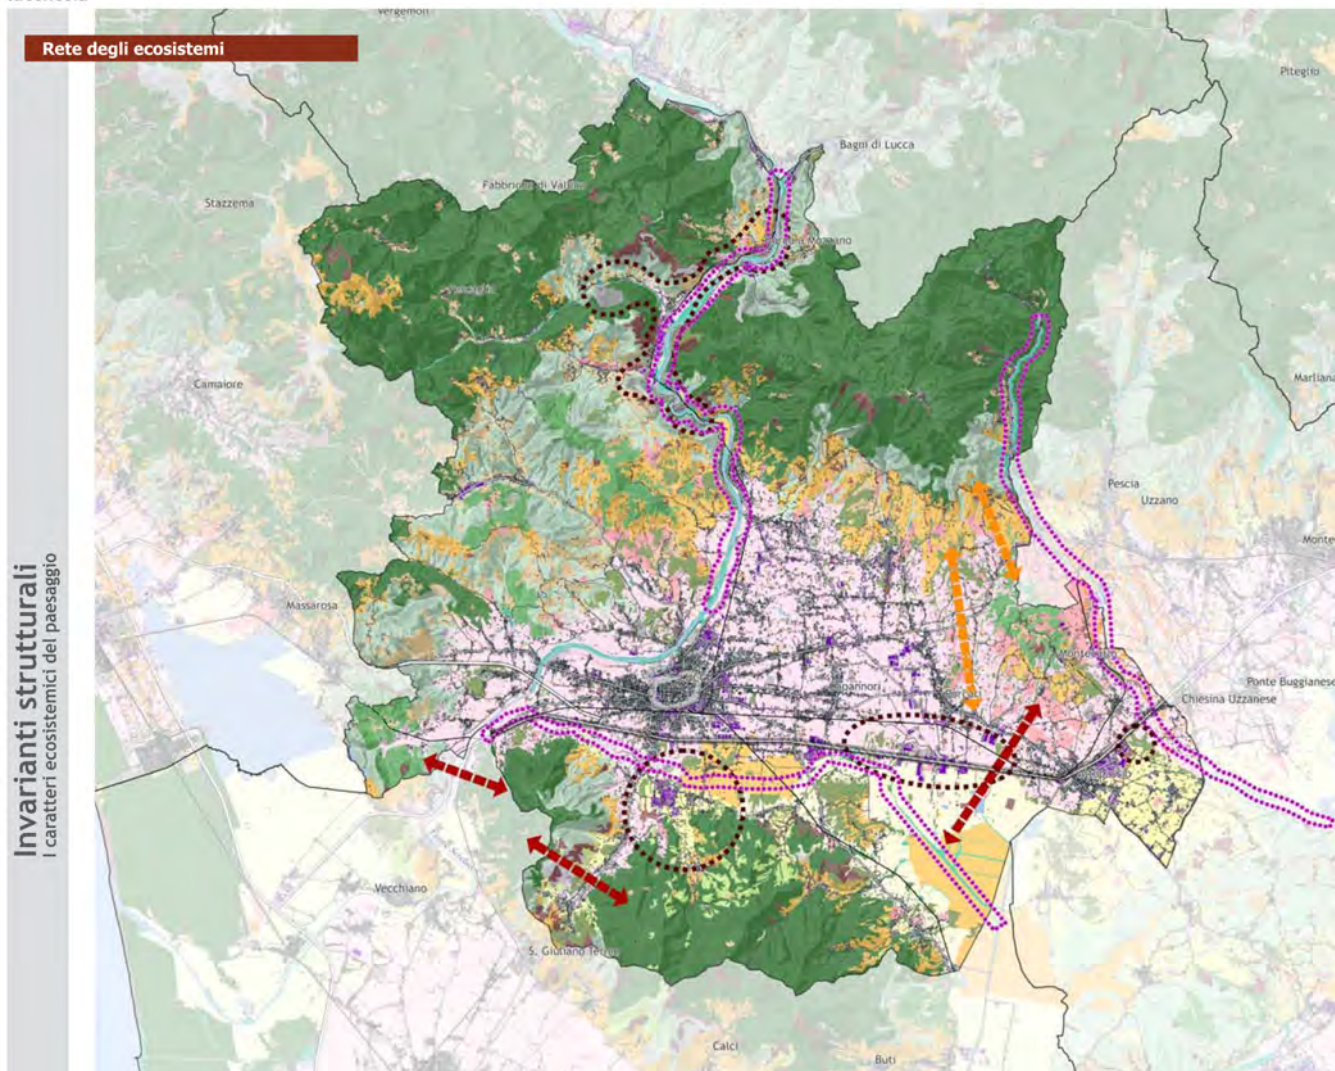 Rete degli ecosistemi
Invarianti strutturali
I caratteri ecosistemici del paesaggio
Vergemoli
Piteglio
Bagni di Lucca
Fabbriche di Vallico
Stazzema
Camaiore
Marliana
Pescia
Uzzano
Massarosa
Ponte Buggianese
Chiesina Uzzanese
Vecchiano
S. Giuliano Terme
Calci
Buti